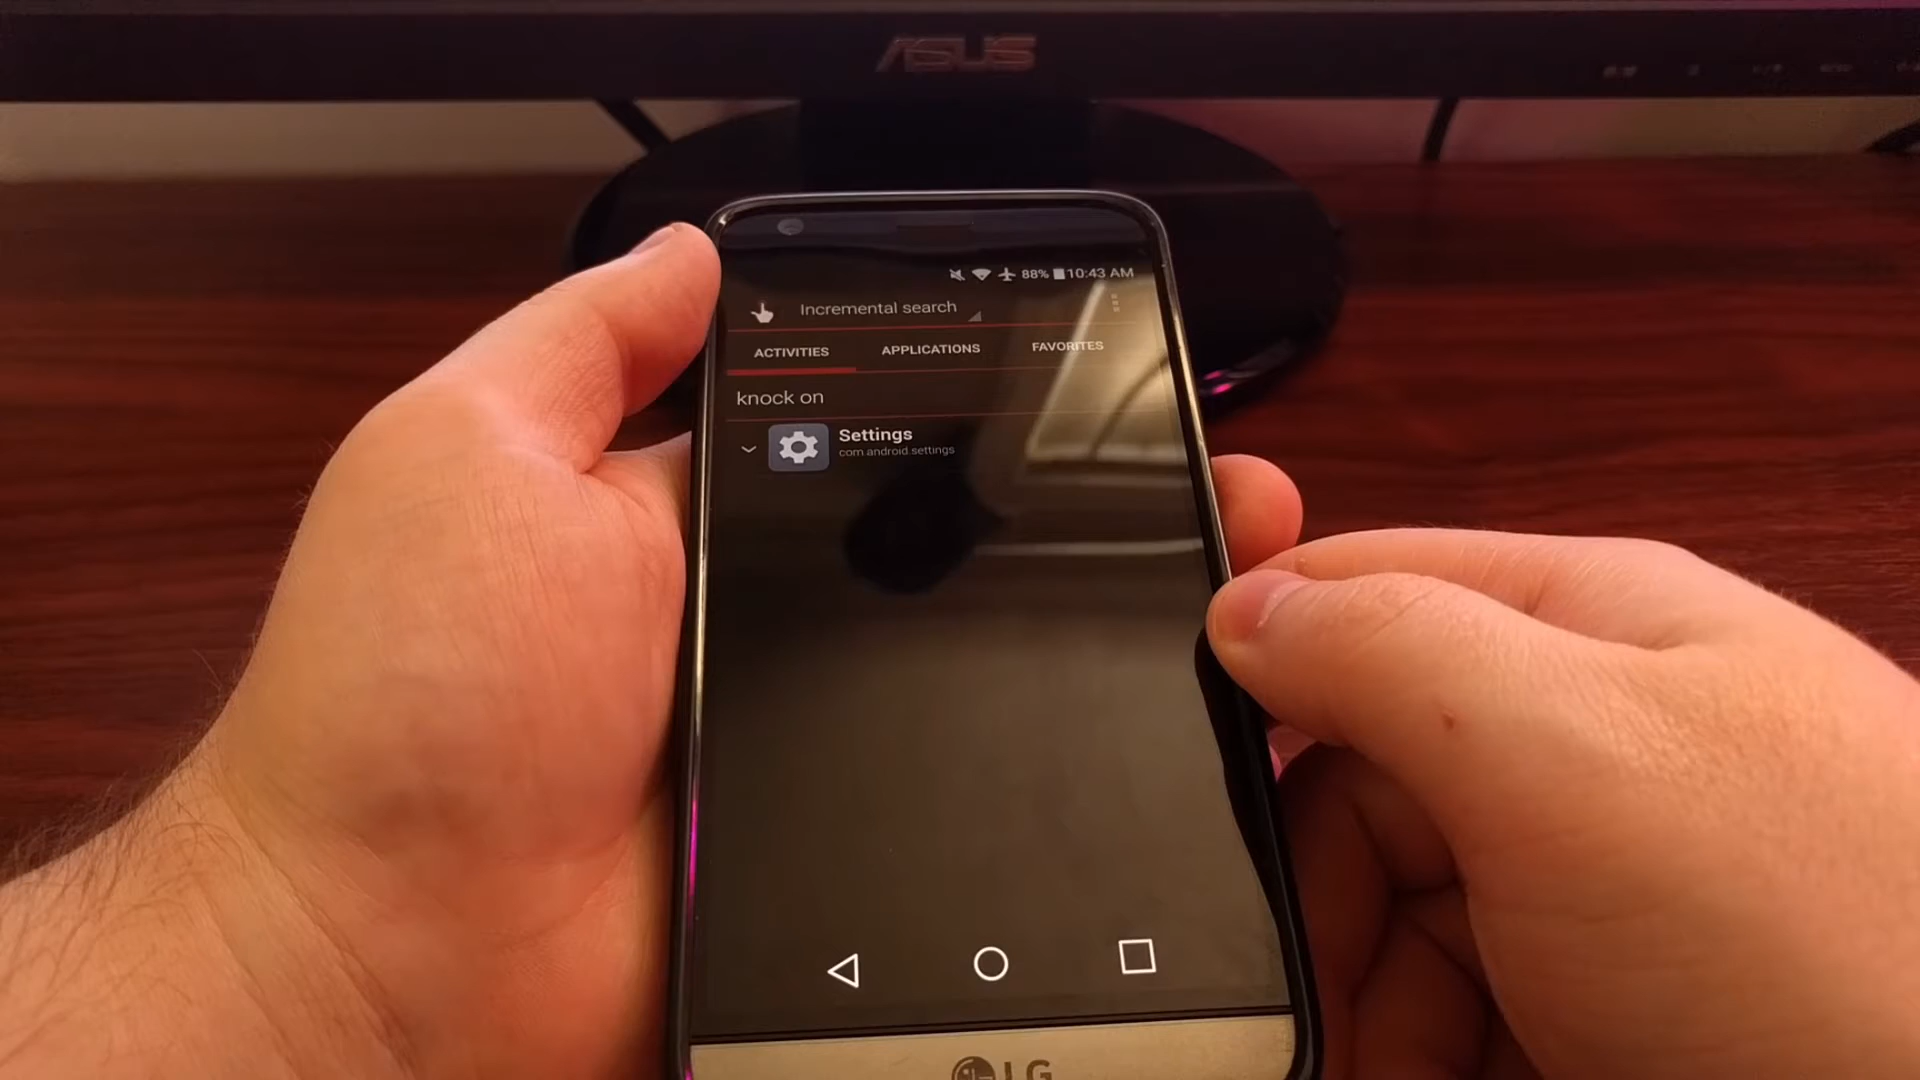 ASUS
88% 10:43 AM
Incremental search
ACTIVITIES APPLICATIONS FAVORITES
knock on
Settings
com.android.settings
LG